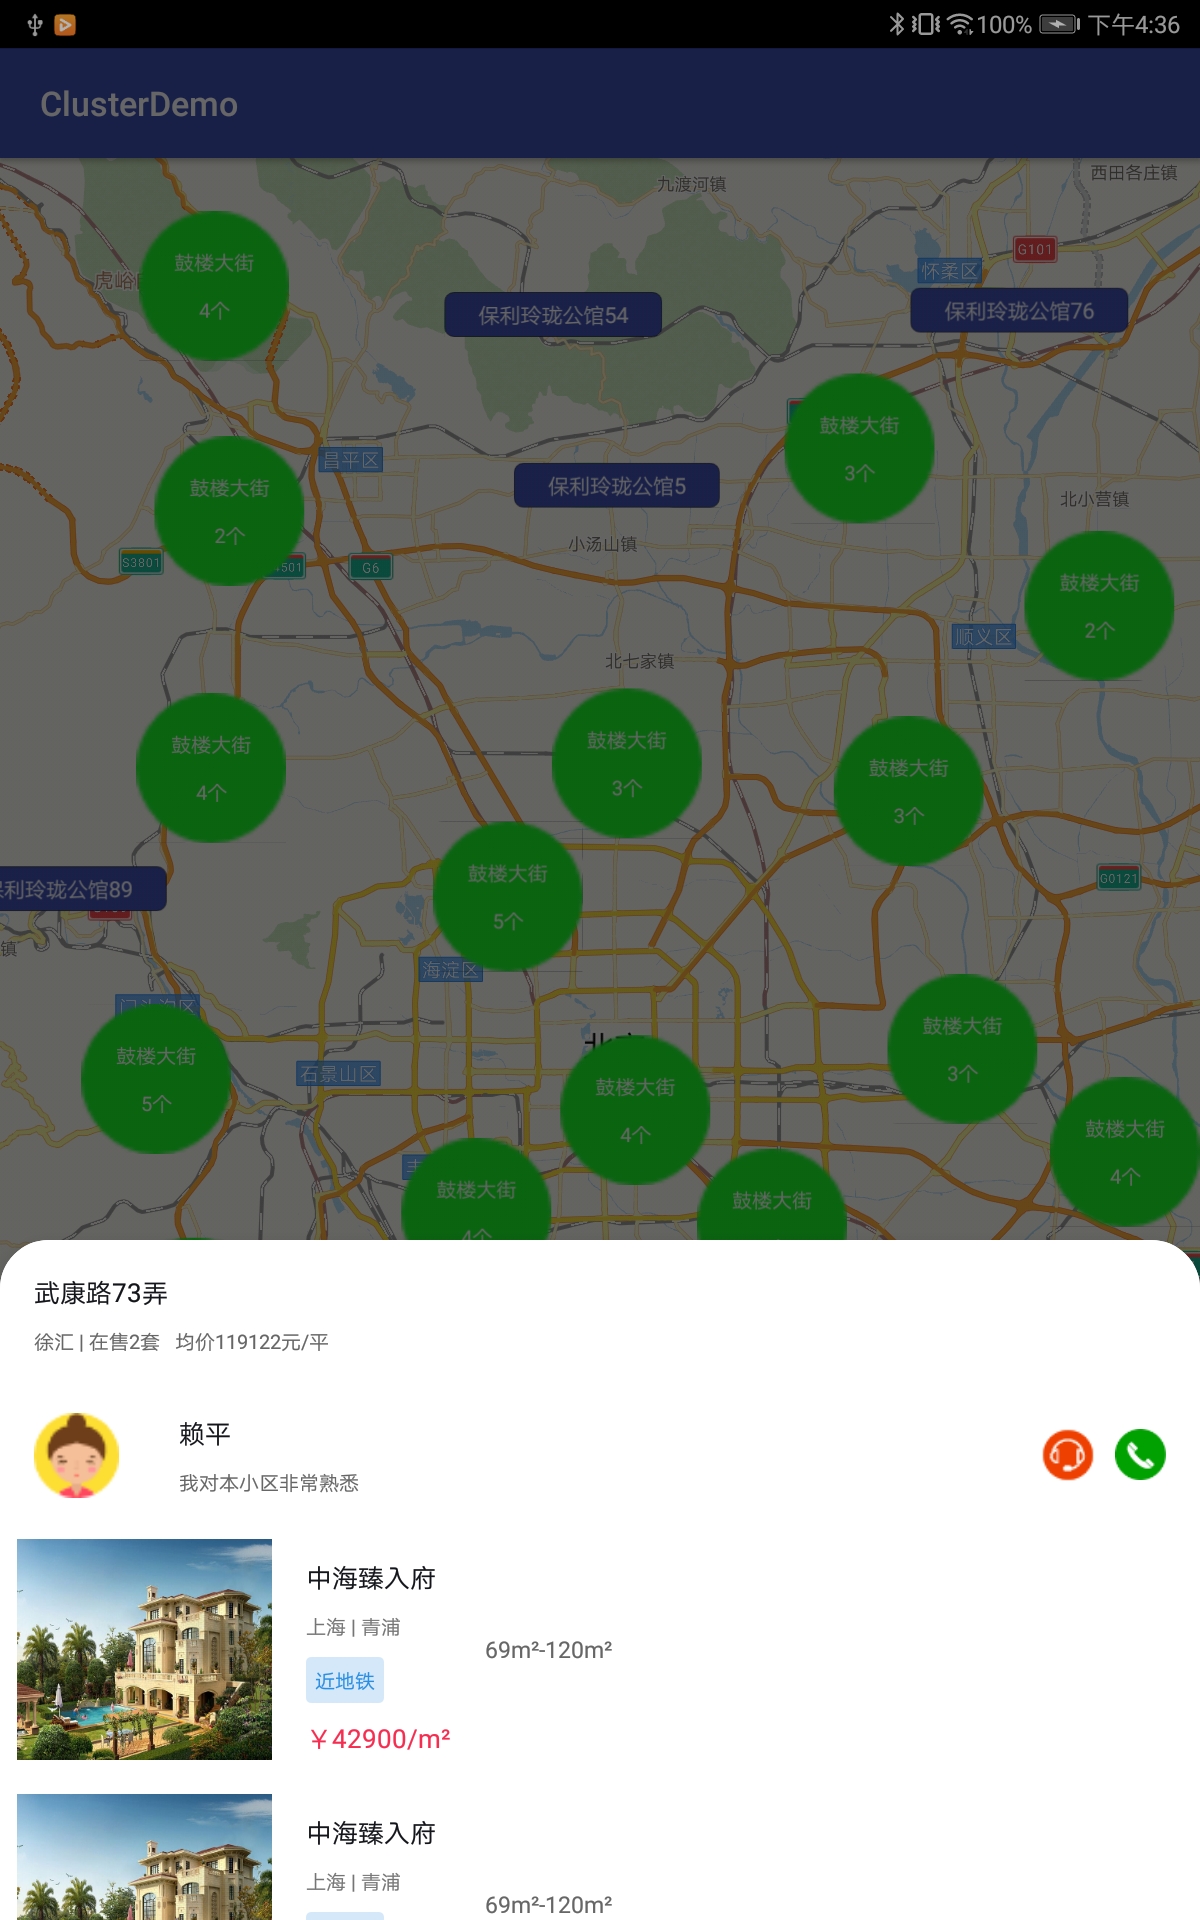 100% 下午4:36
ClusterDemo
九渡河镇
西田各庄镇
G101
怀柔区
鼓楼大街
4个
虎峪
保利玲珑公馆54
保利玲珑公馆76
鼓楼大街
3个
昌平区
保利玲珑公馆5
鼓楼大街
2个
北小营镇
小汤山镇
S3801
501
G6
鼓楼大街
2个
顺义区
北七家镇
鼓楼大街
4个
鼓楼大街
3个
鼓楼大街
3个
保利玲珑公馆89
鼓楼大街
5个
G0121
镇
海淀区
门头沟区
鼓楼大街
5个
石景山区
鼓楼大街
4个
鼓楼大街
3个
鼓楼大街
4个
鼓楼大街
4个
鼓楼大街
武康路73弄
徐汇 | 在售2套 均价119122元/平
赖平
我对本小区非常熟悉
中海臻入府
上海 | 青浦
69m²-120m²
近地铁
￥42900/m²
中海臻入府
上海 | 青浦
69m²-120m²